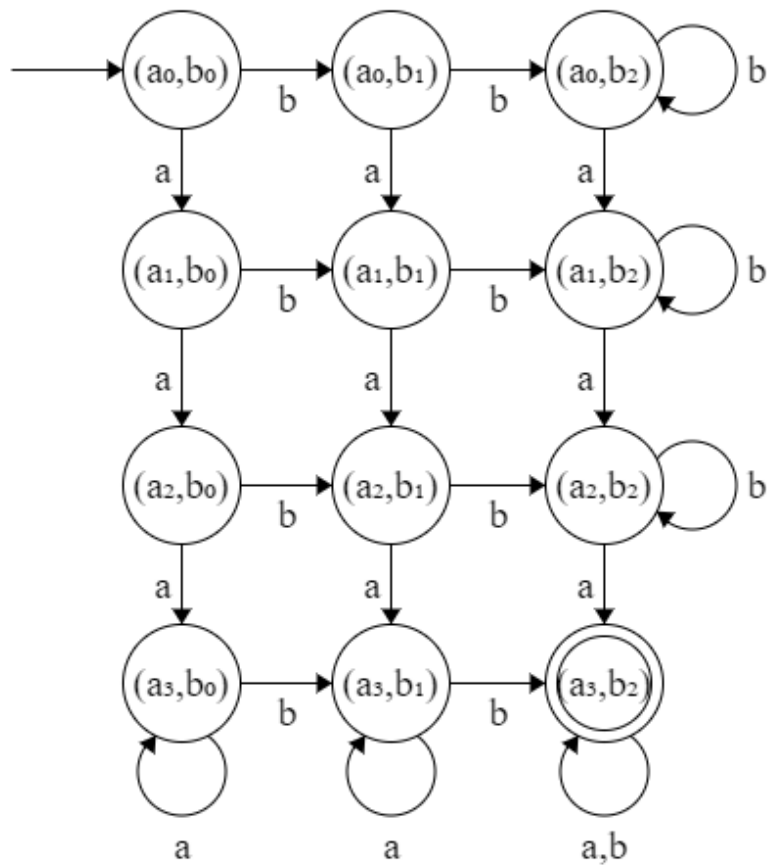 (a₀,b₀) (a₀,b₁) (a₀,b₂) b
b b
a a a
(a₁,b₀) (a₁,b₁) (a₁,b₂) b
b b
a a a
(a₂,b₀) (a₂,b₁) (a₂,b₂) b
b b
a a a
(a₃,b₀) (a₃,b₁) (a₃,b₂)
b b
a a a,b